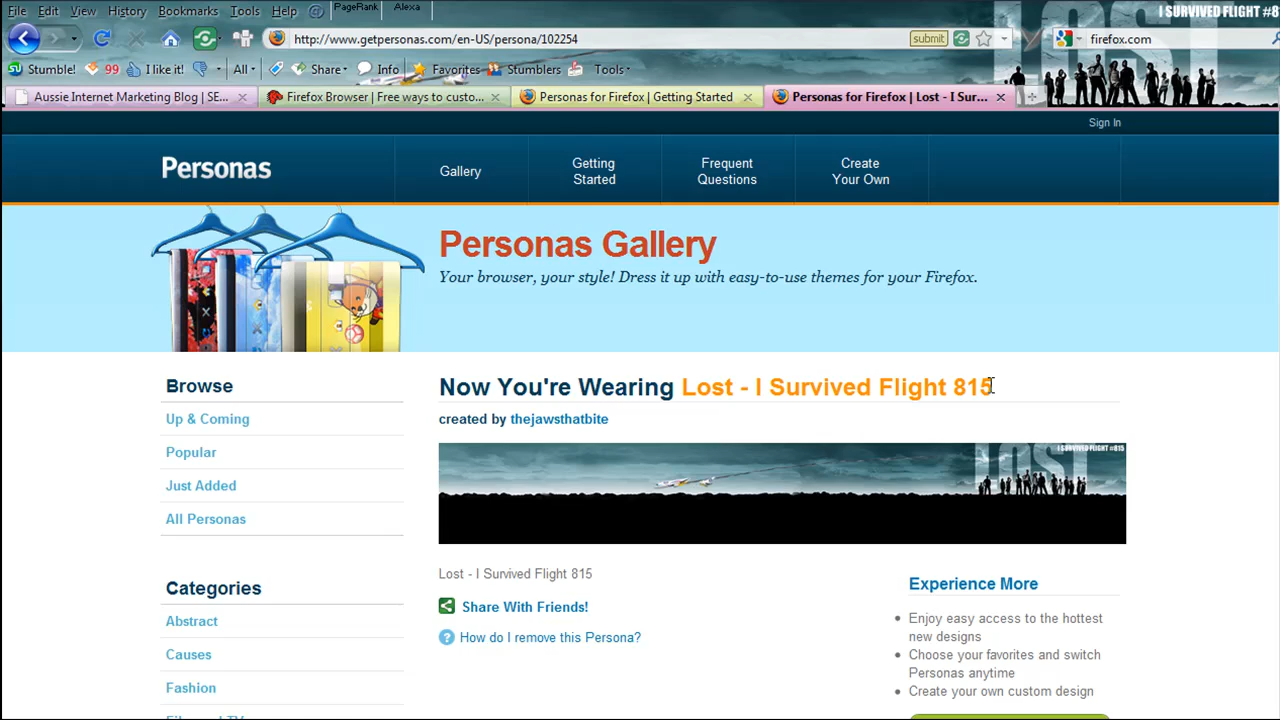 File Edit View History Bookmarks Tools Help PageRank Alexa
I SURVIVED FLIGHT #8
LOST
http://www.getpersonas.com/en-US/persona/102254 submit firefox.com
Stumble! 99 I like it! All Share Info Favorites Stumblers Tools
Aussie Internet Marketing Blog | SE... Firefox Browser | Free ways to custo... Personas for Firefox | Getting Started Personas for Firefox | Lost - I Sur...
Sign In
Personas
Gallery
Getting
Started
Frequent
Questions
Create
Your Own
Personas Gallery
Your browser, your style! Dress it up with easy-to-use themes for your Firefox.
Browse
Up & Coming
Popular
Just Added
All Personas
Categories
Abstract
Causes
Fashion
Film and TV
Now You're Wearing Lost - I Survived Flight 815
created by thejawsthatbite
I SURVIVED FLIGHT #815
LOST
Lost - I Survived Flight 815
Share With Friends!
How do I remove this Persona?
Experience More
Enjoy easy access to the hottest
new designs
Choose your favorites and switch
Personas anytime
Create your own custom design